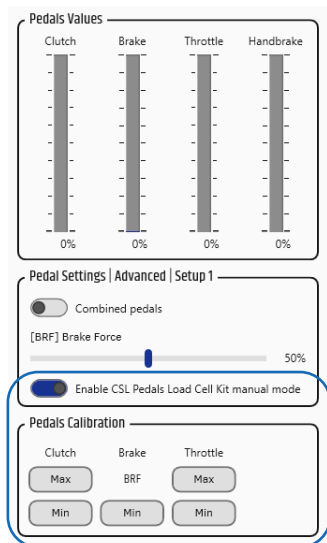 Pedals Values
Clutch Brake Throttle Handbrake
0% 0% 0% 0%
Pedal Settings | Advanced | Setup 1
Combined pedals
[BRF] Brake Force
50%
Enable CSL Pedals Load Cell Kit manual mode
Pedals Calibration
Clutch Brake Throttle
Max BRF Max
Min Min Min